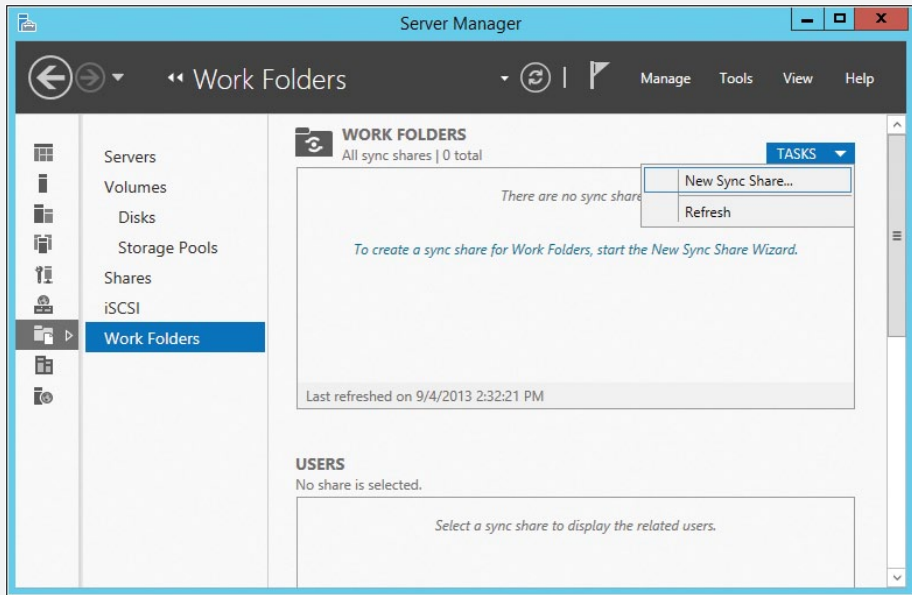 Server Manager
Work Folders
Manage Tools View Help
Servers
Volumes
Disks
Storage Pools
Shares
iSCSI
Work Folders
WORK FOLDERS
All sync shares | 0 total
TASKS
New Sync Share...
Refresh
There are no sync share
To create a sync share for Work Folders, start the New Sync Share Wizard.
Last refreshed on 9/4/2013 2:32:21 PM
USERS
No share is selected.
Select a sync share to display the related users.